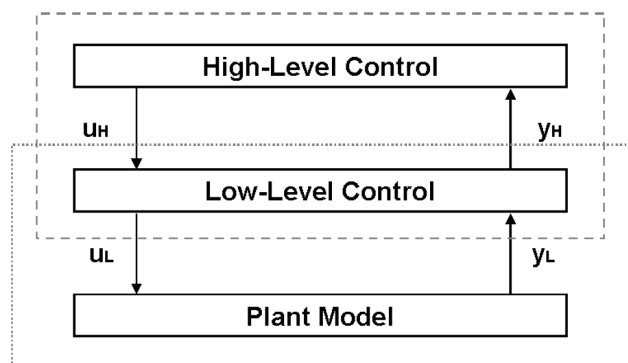 High-Level Control
uH yH
Low-Level Control
uL yL
Plant Model